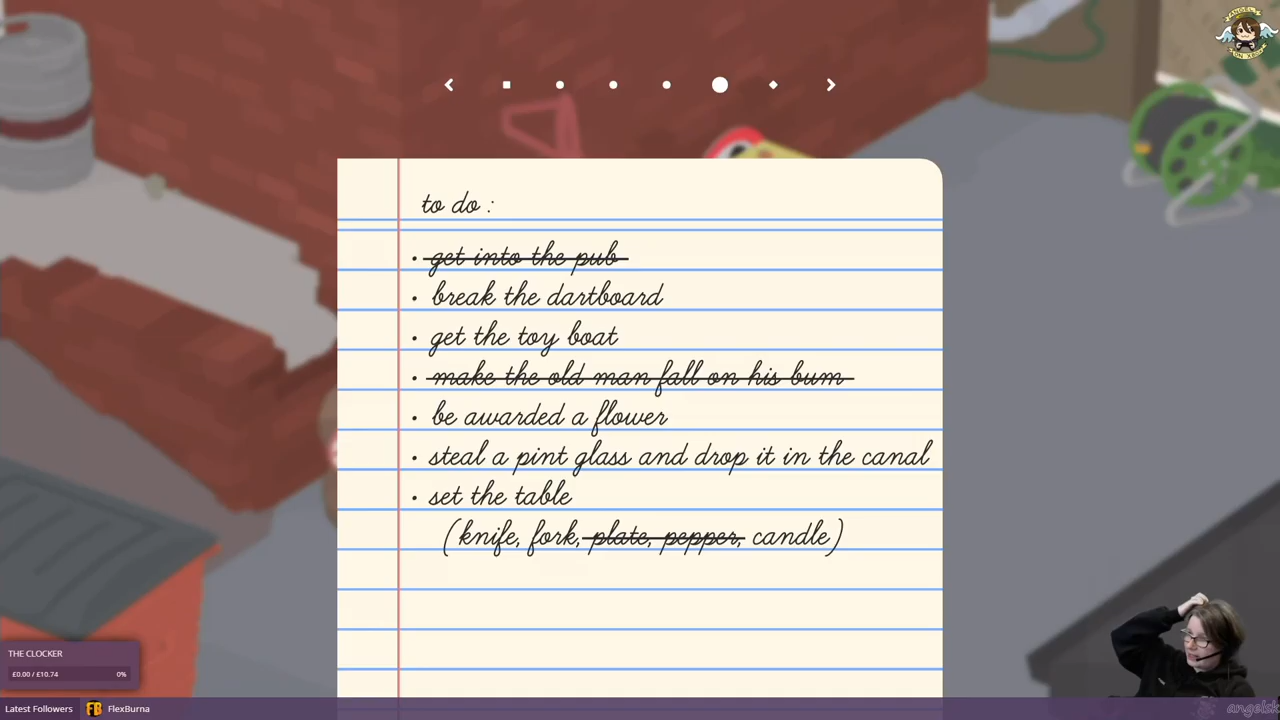 to do :
• get into the pub
• break the dartboard
• get the toy boat
• make the old man fall on his bum
• be awarded a flower
• steal a pint glass and drop it in the canal
• set the table
(knife, fork, plate, pepper, candle)
THE CLOCKER
£0.00 / £10.74
0%
Latest Followers
FB
FlexBurna